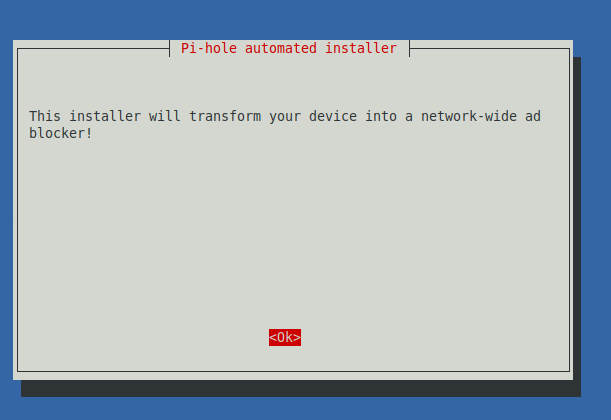 Pi-hole automated installer
This installer will transform your device into a network-wide ad
blocker!
<Ok>